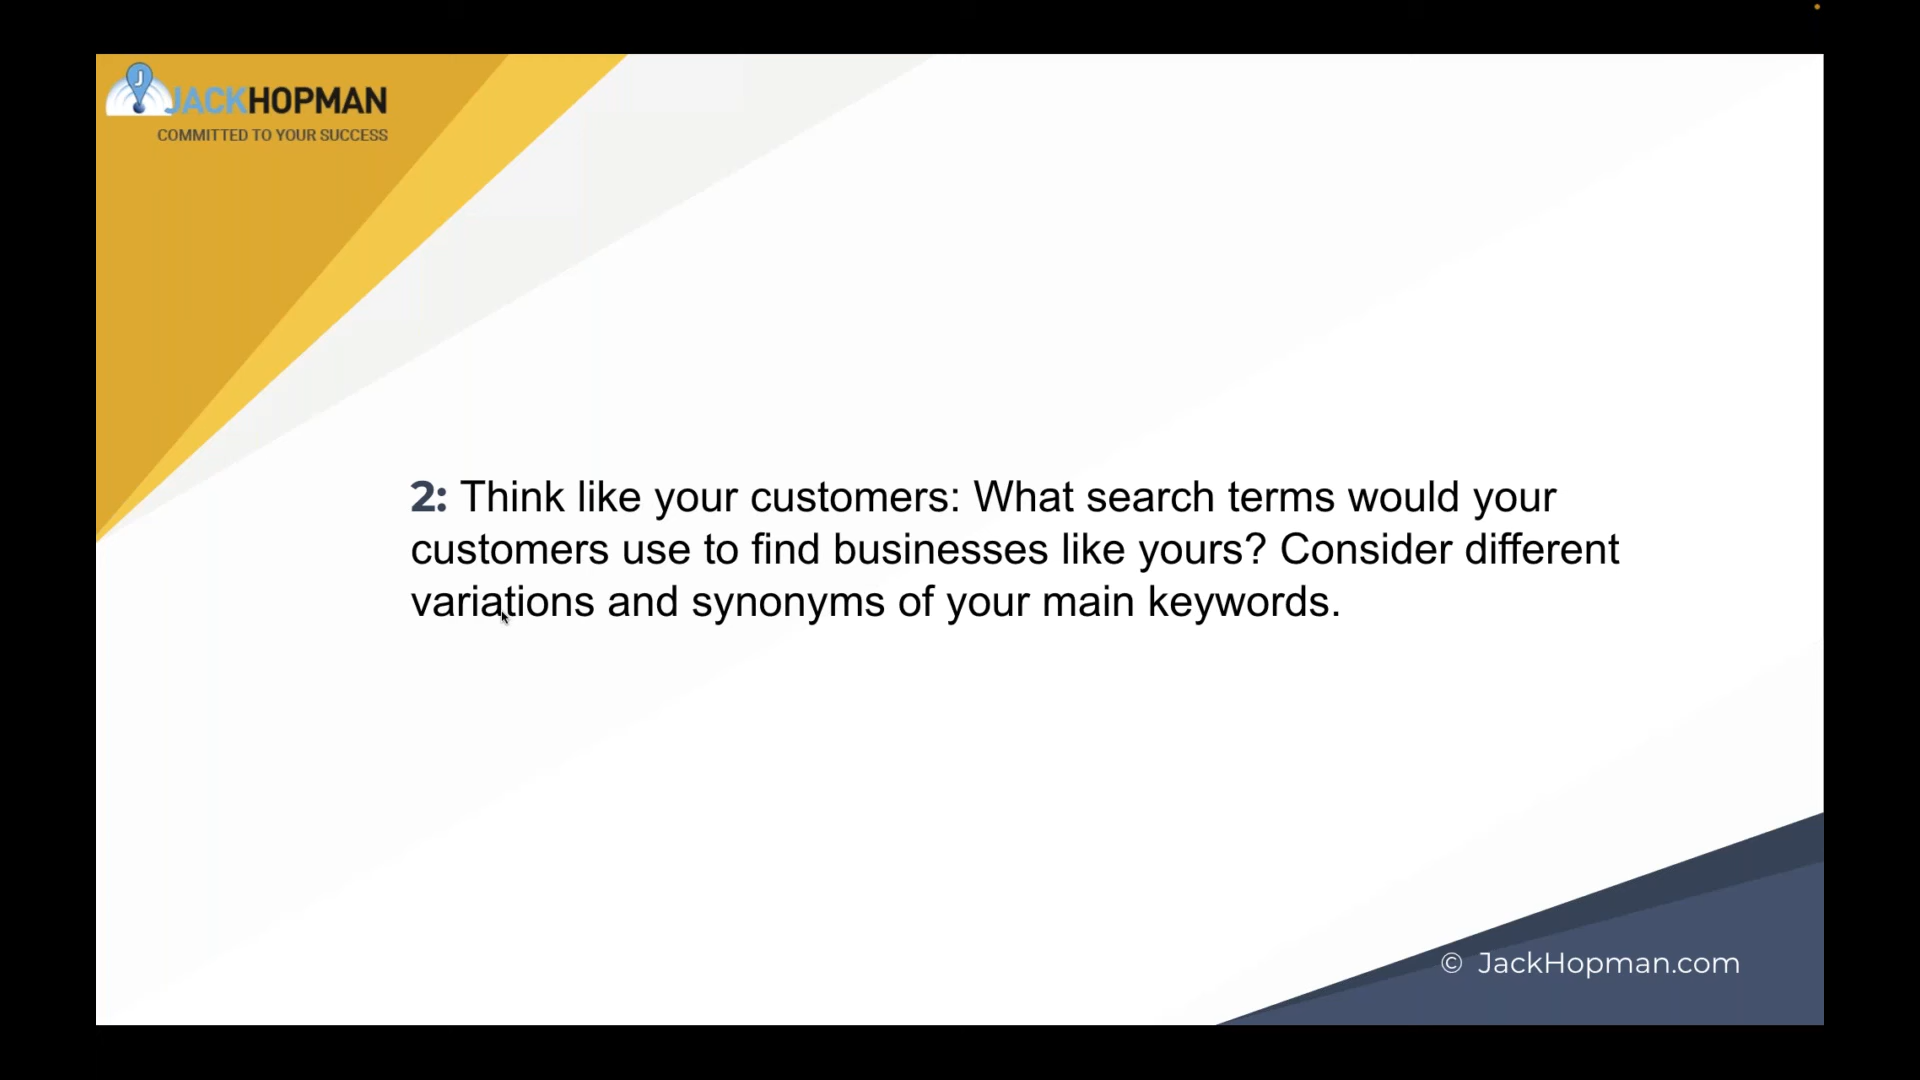 J
JACKHOPMAN
COMMITTED TO YOUR SUCCESS
2: Think like your customers: What search terms would your
customers use to find businesses like yours? Consider different
variations and synonyms of your main keywords.
© JackHopman.com